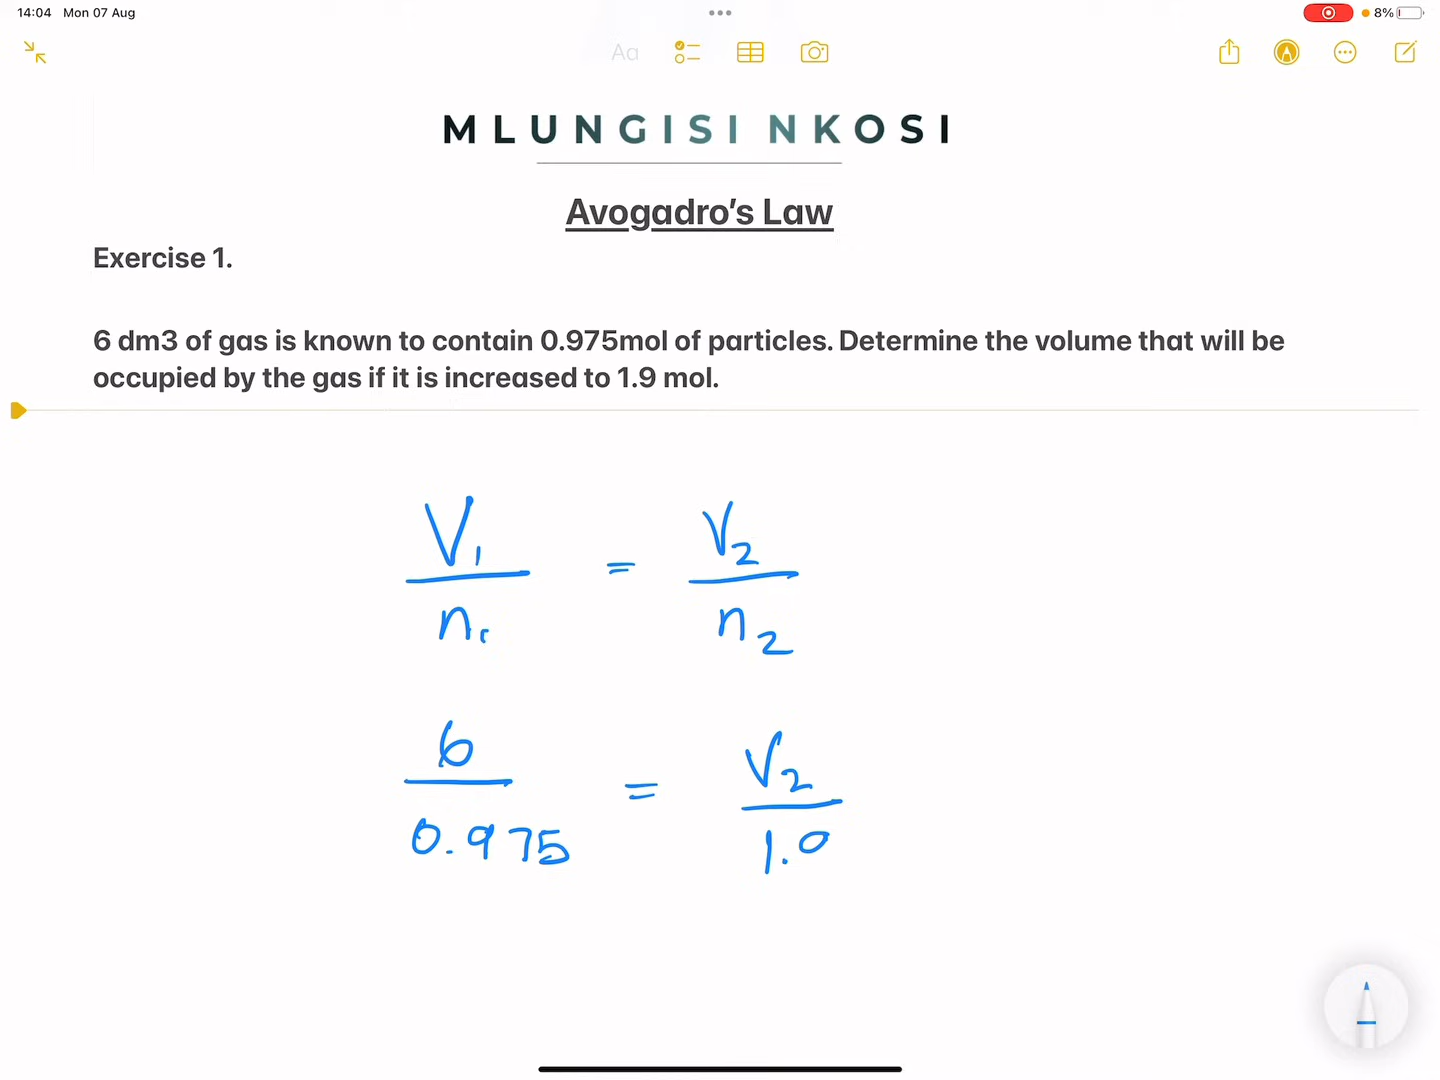 14:04 Mon 07 Aug
8%
Aa
MLUNGISI NKOSI
Avogadro's Law
Exercise 1.
6 dm3 of gas is known to contain 0.975mol of particles. Determine the volume that will be
occupied by the gas if it is increased to 1.9 mol.
V₁ = V₂
n₁ n₂
6 = V₂
0.975 1.0